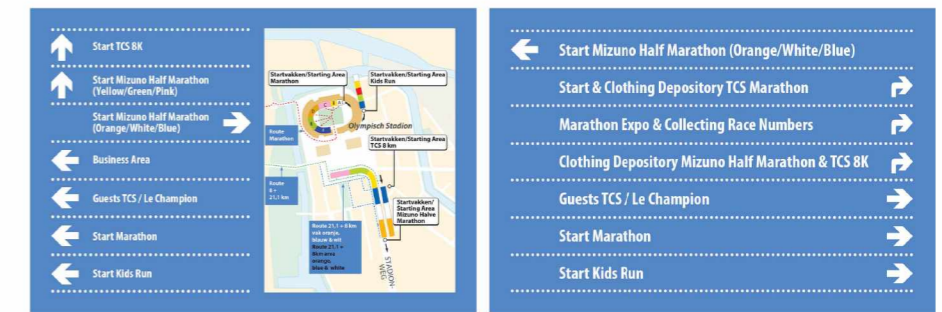 Start TCS 8K
Start Mizuno Half Marathon
(Yellow/Green/Pink)
Start Mizuno Half Marathon
(Orange/White/Blue)
Business Area
Guests TCS / Le Champion
Start Marathon
Start Kids Run
Startvakken/Starting Area
Marathon
Startvakken/Starting Area
Kids Run
Olympisch Stadion
Route
Marathon
Startvakken/Starting Area
TCS 8 km
Route
8 +
21,1 km
Startvakken/
Starting Area
Mizuno Halve
Marathon
Route 21,1 + 8 km
vak oranje,
blauw & wit
Route 21,1 +
8km area
orange,
blue & white
STADION-
WEG
Start Mizuno Half Marathon (Orange/White/Blue)
Start & Clothing Depository TCS Marathon
Marathon Expo & Collecting Race Numbers
Clothing Depository Mizuno Half Marathon & TCS 8K
Guests TCS / Le Champion
Start Marathon
Start Kids Run